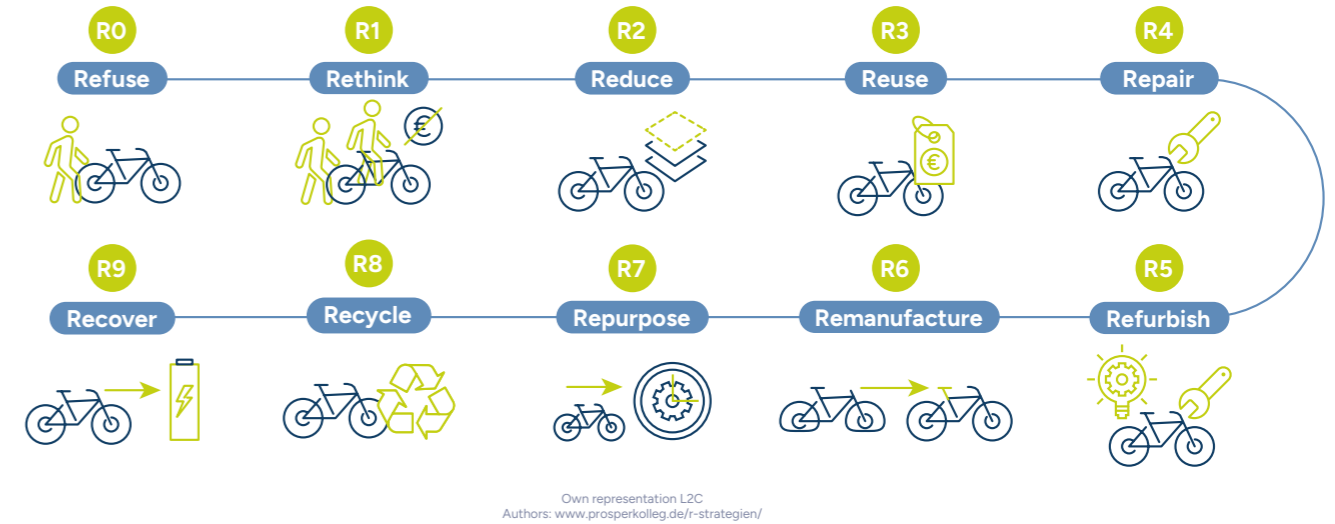 R0 R1 R2 R3 R4
Refuse Rethink Reduce Reuse Repair
€
€
R9 R8 R7 R6 R5
Recover Recycle Repurpose Remanufacture Refurbish
Own representation L2C
Authors: www.prosperkolleg.de/r-strategien/